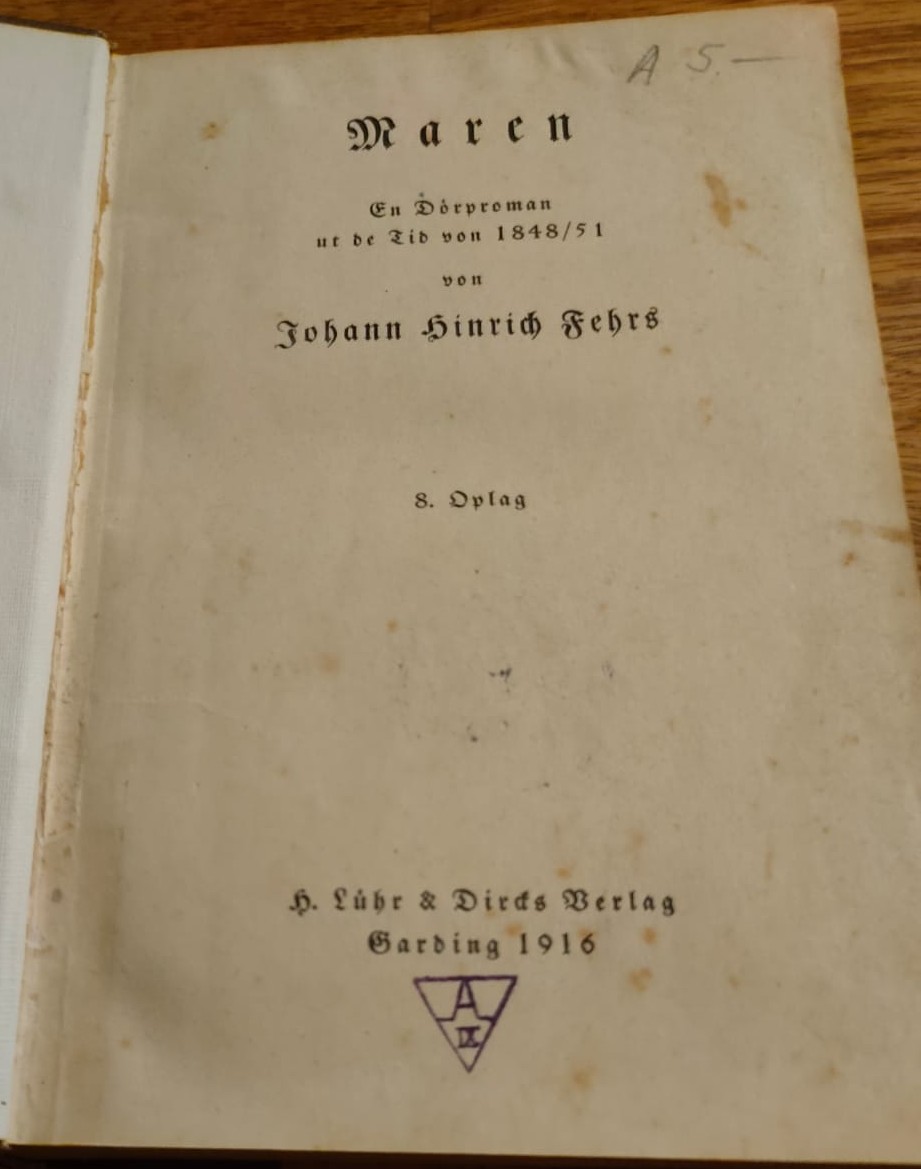 A 5.—
Maren
En Dörproman
ut de Tid von 1848/51
von
Johann Hinrich Fehrs
8. Oplag
H. Lühr & Dircks Verlag
Garding 1916
A
IX